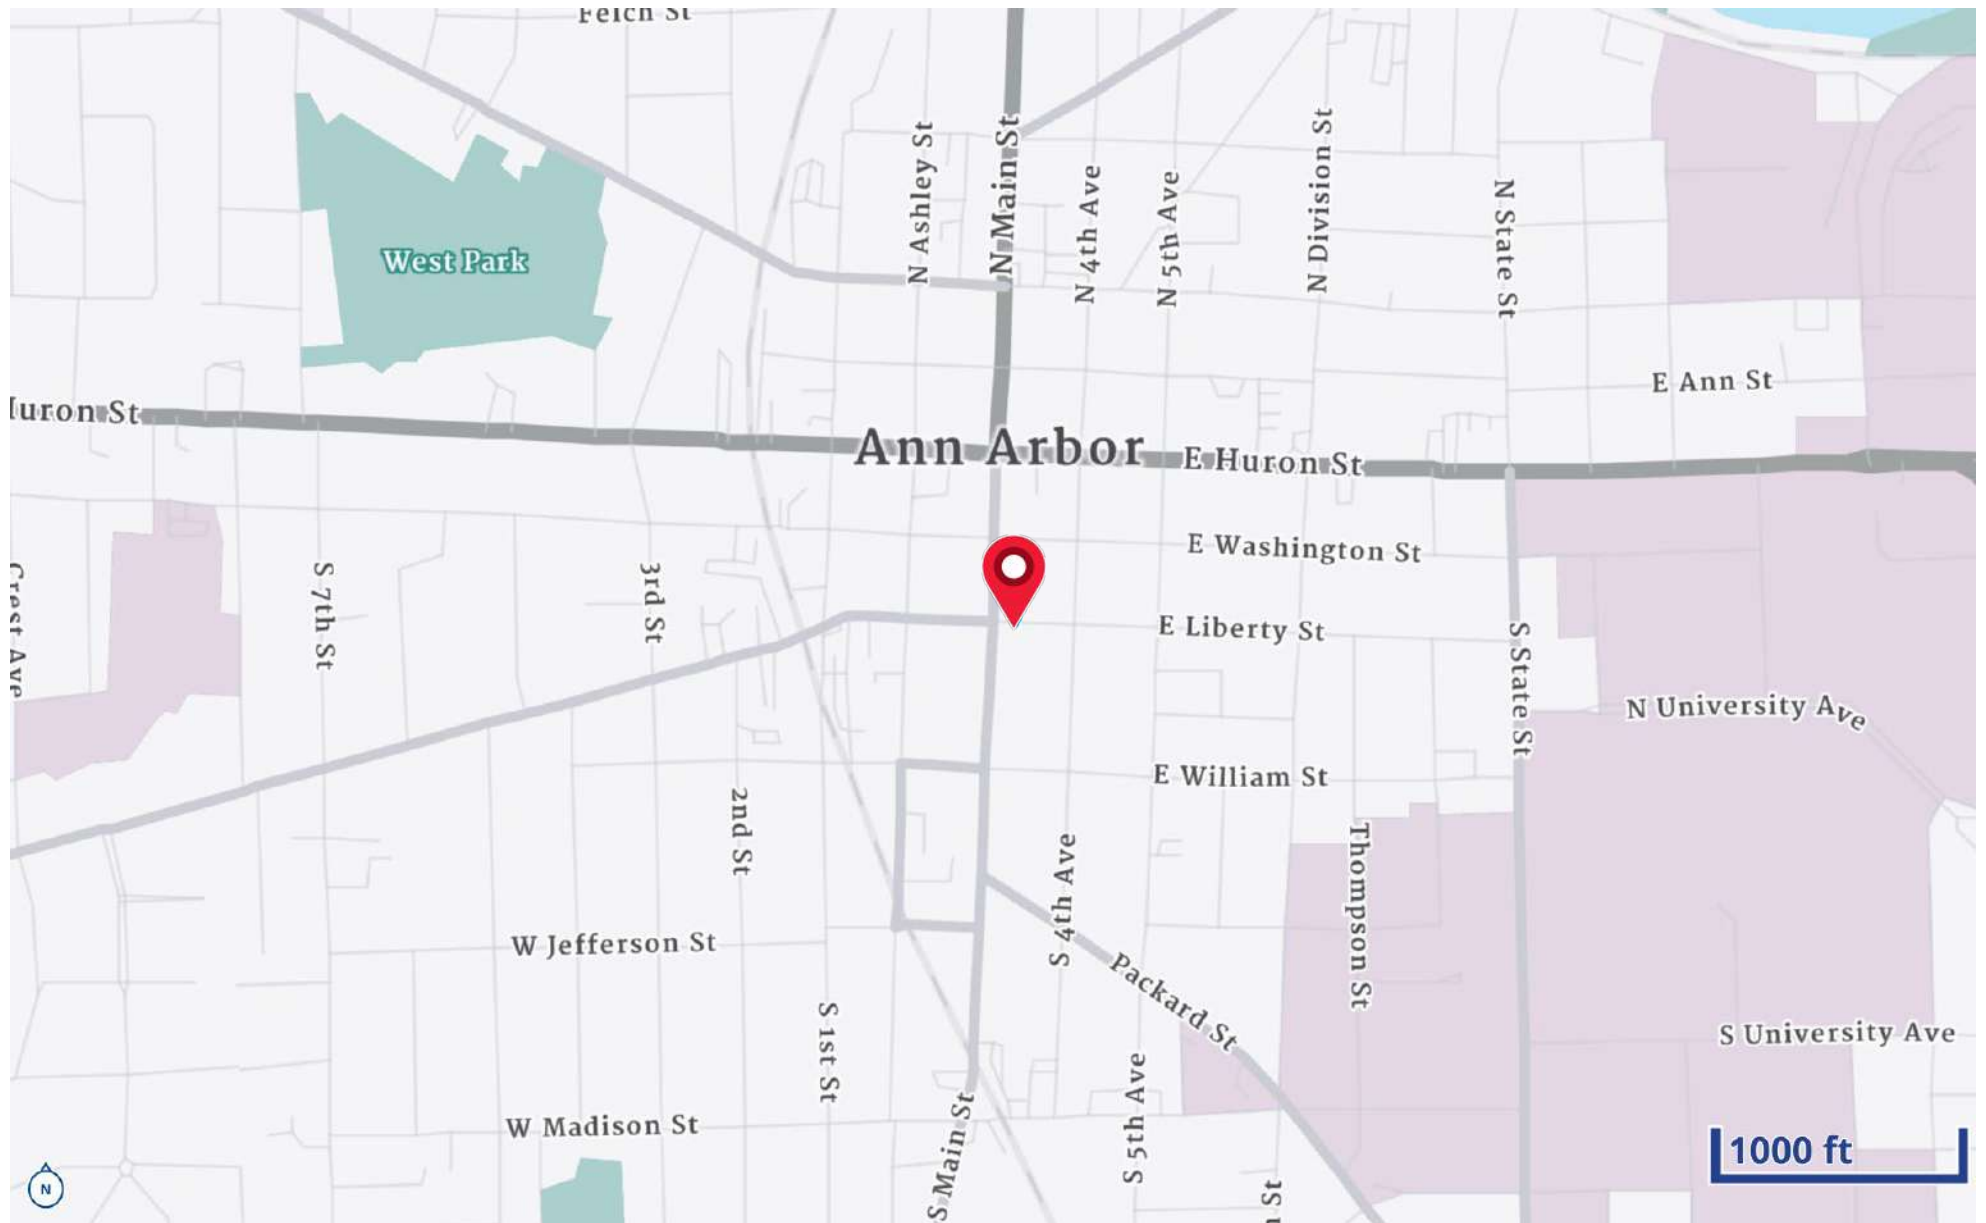 Felch St
N Ashley St
N Main St
N 4th Ave
N 5th Ave
N Division St
N State St
West Park
E Ann St
Huron St
Ann Arbor
E Huron St
E Washington St
Crest Ave
S 7th St
3rd St
E Liberty St
S State St
N University Ave
E William St
2nd St
Thompson St
S 4th Ave
W Jefferson St
Packard St
S 1st St
S University Ave
S 5th Ave
W Madison St
S Main St
1000 ft
N
St